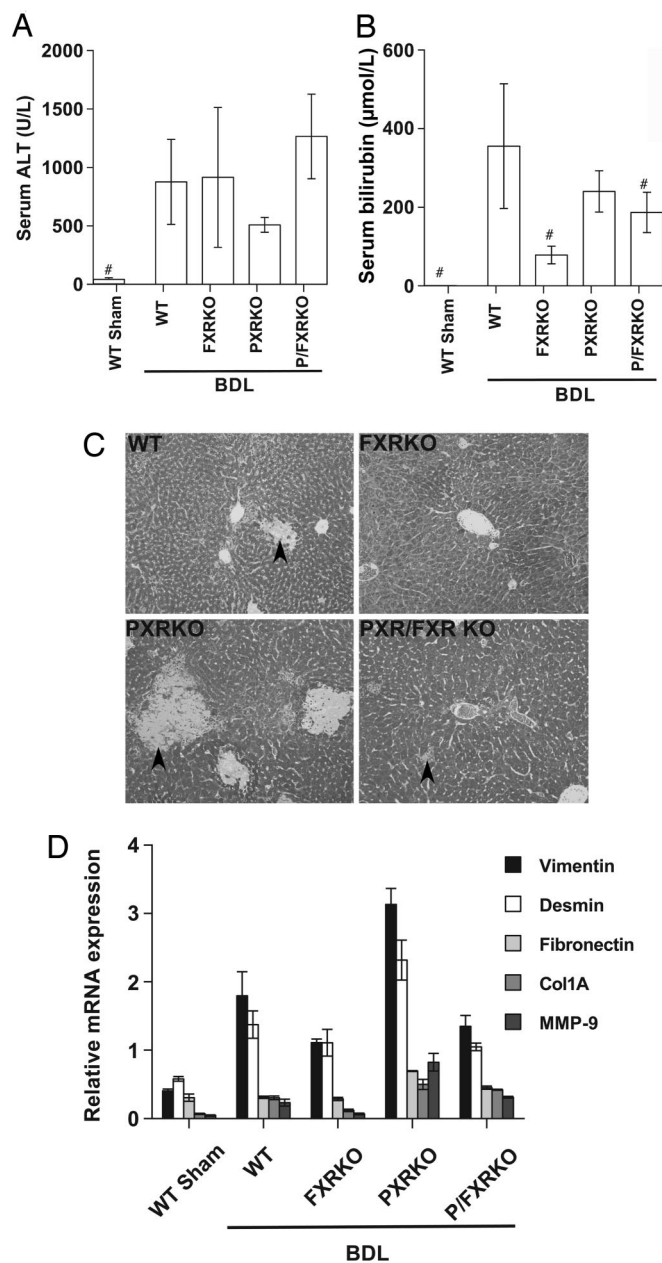 A
Serum ALT (U/L)
2000
1500
1000
500
0
#
WT Sham
WT
FXRKO
PXRKO
P/FXRKO
BDL
B
Serum bilirubin (μmol/L)
600
400
200
0
#
#
#
WT Sham
WT
FXRKO
PXRKO
P/FXRKO
BDL
C
WT
FXRKO
PXRKO
PXR/FXR KO
D
Relative mRNA expression
4
3
2
1
0
Vimentin
Desmin
Fibronectin
Col1A
MMP-9
WT Sham
WT
FXRKO
PXRKO
P/FXRKO
BDL